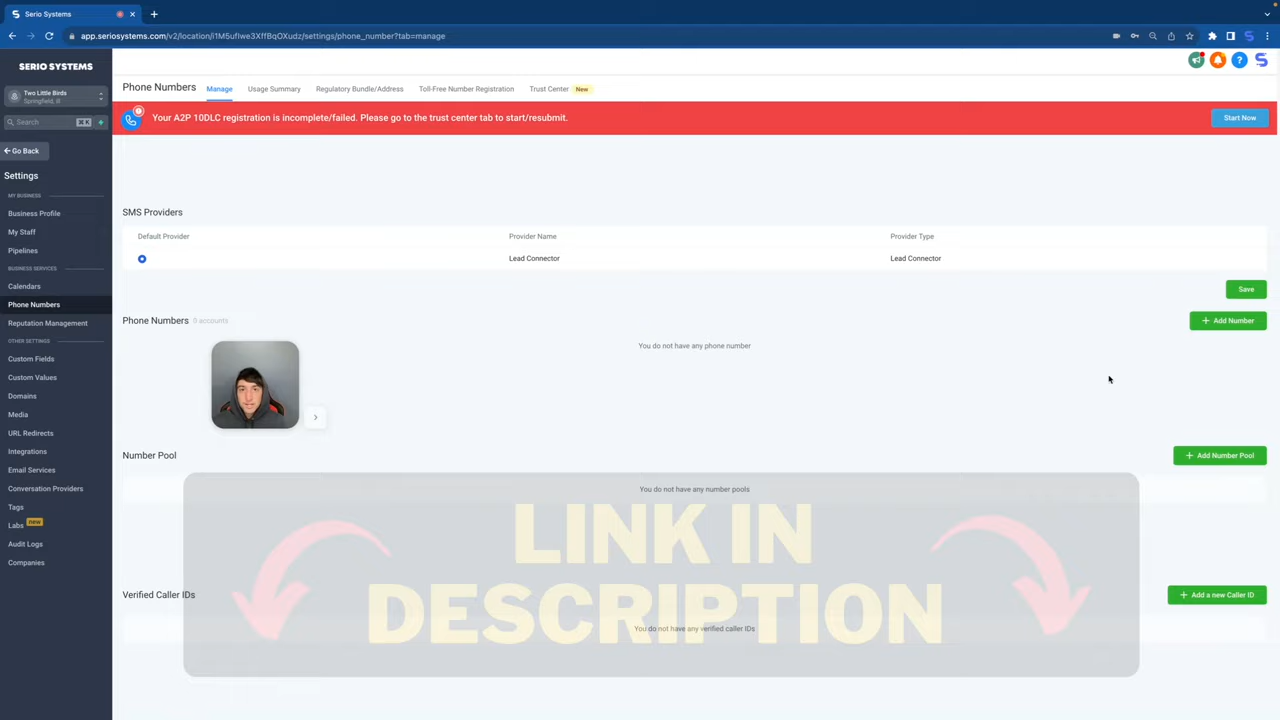 Serio Systems
app.seriosystems.com/v2/location/i1M5ufIwe3XffBqOXudz/settings/phone_number?tab=manage
SERIO SYSTEMS
Two Little Birds
Springfield, Ill
Search
⌘K
Go Back
Settings
MY BUSINESS
Business Profile
My Staff
Pipelines
BUSINESS SERVICES
Calendars
Phone Numbers
Reputation Management
OTHER SETTINGS
Custom Fields
Custom Values
Domains
Media
URL Redirects
Integrations
Email Services
Conversation Providers
Tags
Labs new
Audit Logs
Companies
Phone Numbers Manage Usage Summary Regulatory Bundle/Address Toll-Free Number Registration Trust Center New
Your A2P 10DLC registration is incomplete/failed. Please go to the trust center tab to start/resubmit. Start Now
SMS Providers
Default Provider Provider Name Provider Type
Lead Connector Lead Connector
Save
Phone Numbers 0 accounts + Add Number
You do not have any phone number
Number Pool + Add Number Pool
You do not have any number pools
LINK IN
DESCRIPTION
Verified Caller IDs + Add a new Caller ID
You do not have any verified caller IDs